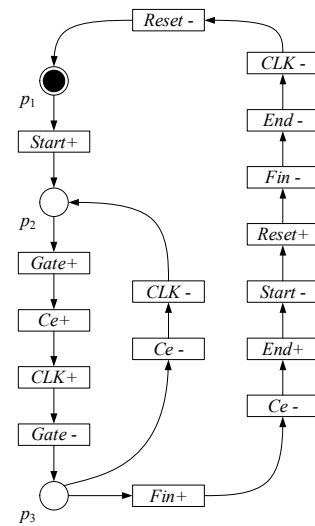 Reset -
p1
Start+
p2
Gate+
Ce+
CLK+
Gate -
p3
CLK -
Ce -
Fin+
CLK -
End -
Fin -
Reset+
Start -
End+
Ce -